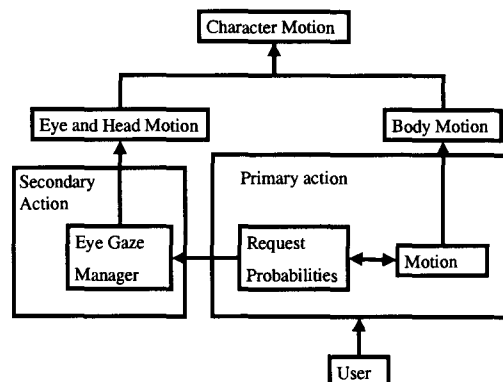 Character Motion
Eye and Head Motion
Body Motion
Secondary
Action
Primary action
Eye Gaze
Manager
Request
Probabilities
Motion
User